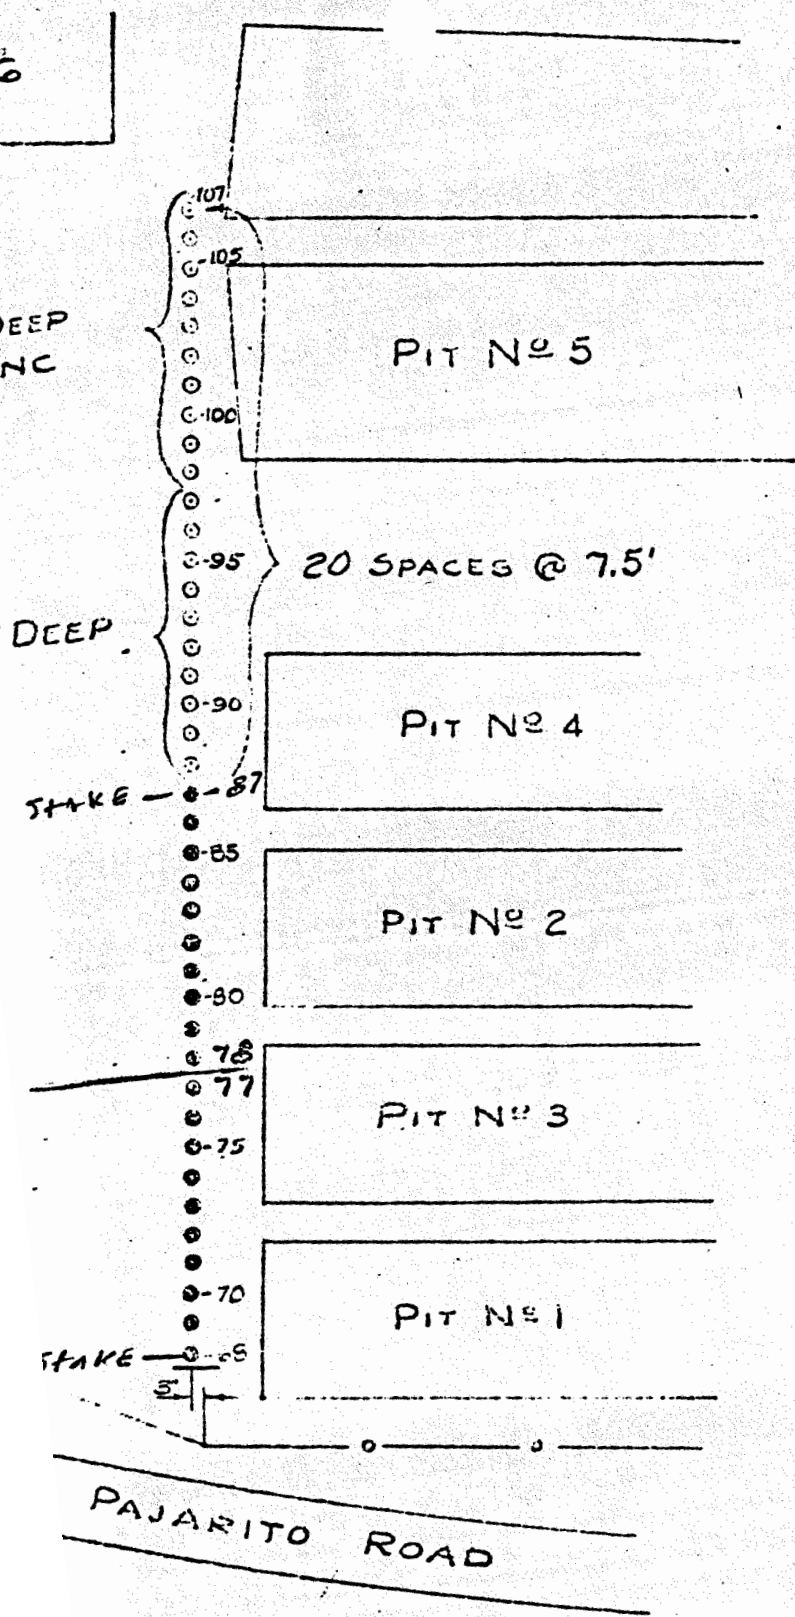 6
107
105
DEEP
PIT Nº 5
NC
100
95
20 SPACES @ 7.5'
DEEP
90
PIT Nº 4
STAKE 87
85
PIT Nº 2
80
78
77
PIT Nº 3
75
70
PIT Nº 1
STAKE
5'
PAJARITO ROAD